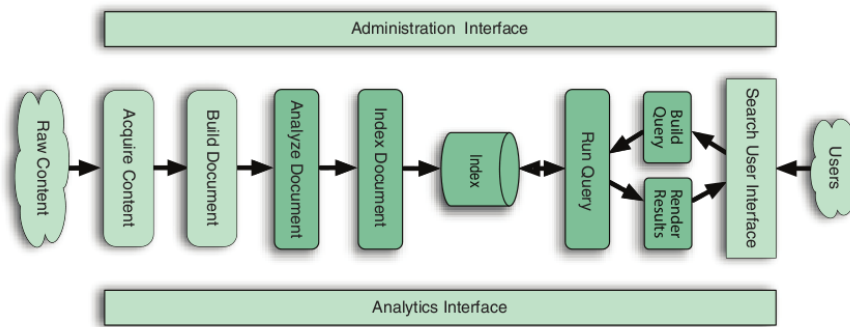 Administration Interface
Raw Content
Acquire Content
Build Document
Analyze Document
Index Document
Index
Run Query
Build
Query
Render
Results
Search User Interface
Users
Analytics Interface